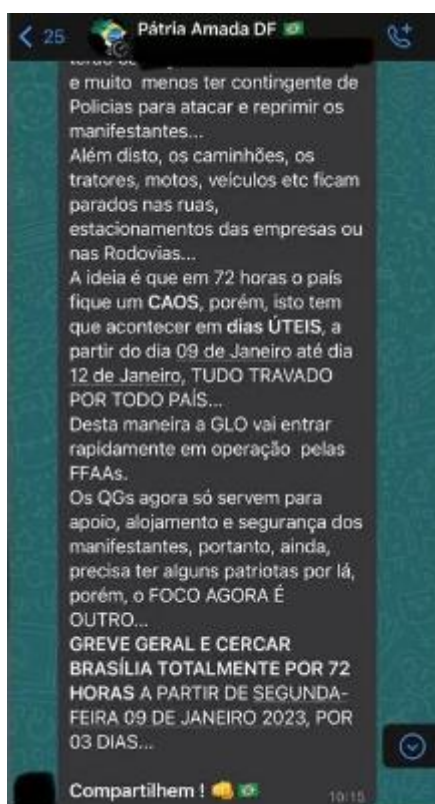 25
Pátria Amada DF
e muito menos ter contingente de
Policias para atacar e reprimir os
manifestantes...
Além disto, os caminhões, os
tratores, motos, veículos etc ficam
parados nas ruas,
estacionamentos das empresas ou
nas Rodovias...
A ideia é que em 72 horas o país
fique um CAOS, porém, isto tem
que acontecer em dias ÚTEIS, a
partir do dia 09 de Janeiro até dia
12 de Janeiro, TUDO TRAVADO
POR TODO PAÍS...
Desta maneira a GLO vai entrar
rapidamente em operação pelas
FFAAs.
Os QGs agora só servem para
apoio, alojamento e segurança dos
manifestantes, portanto, ainda,
precisa ter alguns patriotas por lá,
porém, o FOCO AGORA É
OUTRO...
GREVE GERAL E CERCAR
BRASÍLIA TOTALMENTE POR 72
HORAS A PARTIR DE SEGUNDA-
FEIRA 09 DE JANEIRO 2023, POR
03 DIAS...
Compartilhem ! 👊 🇧🇷
10:15